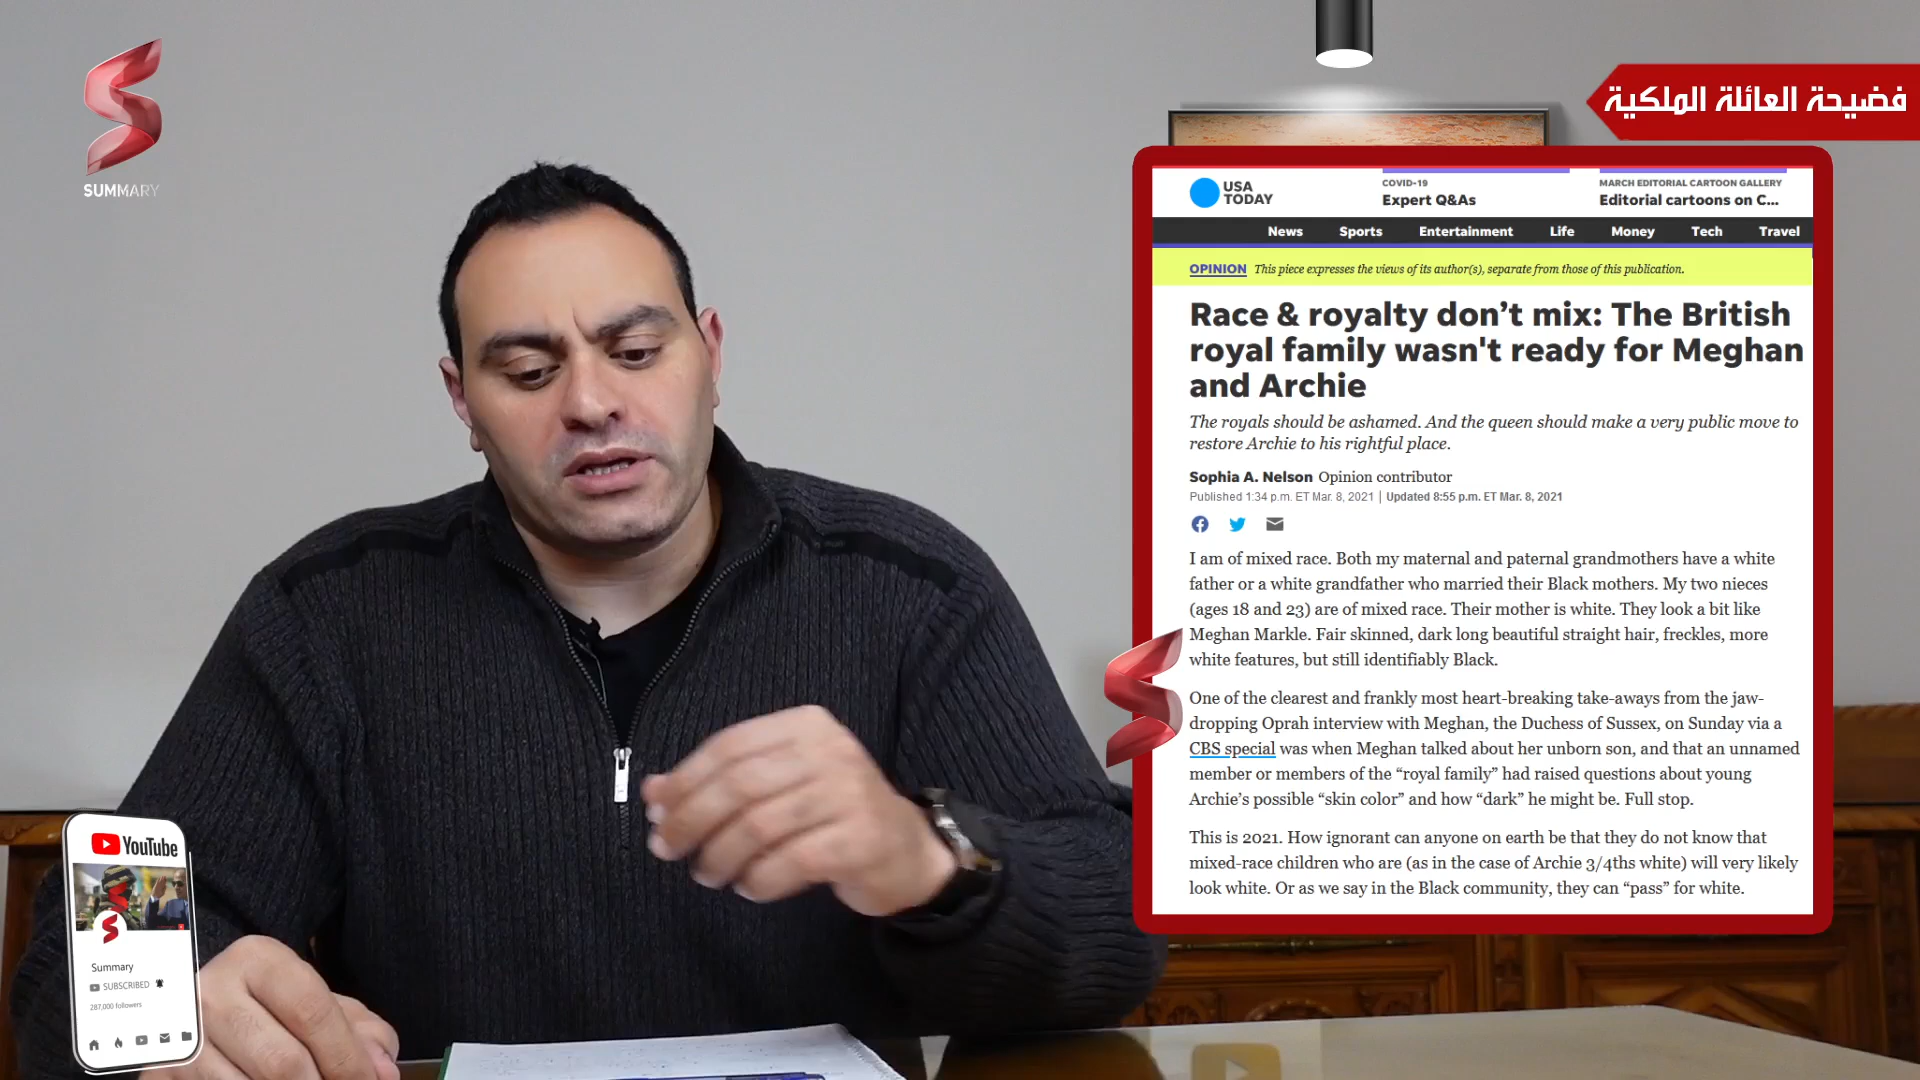 SUMMARY
فضيحة العائلة الملكية
USA TODAY
COVID-19
Expert Q&As
MARCH EDITORIAL CARTOON GALLERY
Editorial cartoons on C...
News Sports Entertainment Life Money Tech Travel
OPINION This piece expresses the views of its author(s), separate from those of this publication.
Race & royalty don’t mix: The British
royal family wasn't ready for Meghan
and Archie
The royals should be ashamed. And the queen should make a very public move to
restore Archie to his rightful place.
Sophia A. Nelson Opinion contributor
Published 1:34 p.m. ET Mar. 8, 2021 | Updated 8:55 p.m. ET Mar. 8, 2021
I am of mixed race. Both my maternal and paternal grandmothers have a white
father or a white grandfather who married their Black mothers. My two nieces
(ages 18 and 23) are of mixed race. Their mother is white. They look a bit like
Meghan Markle. Fair skinned, dark long beautiful straight hair, freckles, more
white features, but still identifiably Black.
One of the clearest and frankly most heart-breaking take-aways from the jaw-
dropping Oprah interview with Meghan, the Duchess of Sussex, on Sunday via a
CBS special was when Meghan talked about her unborn son, and that an unnamed
member or members of the “royal family” had raised questions about young
Archie’s possible “skin color” and how “dark” he might be. Full stop.
This is 2021. How ignorant can anyone on earth be that they do not know that
mixed-race children who are (as in the case of Archie 3/4ths white) will very likely
look white. Or as we say in the Black community, they can “pass” for white.
YouTube
Summary
SUBSCRIBED
287,000 followers